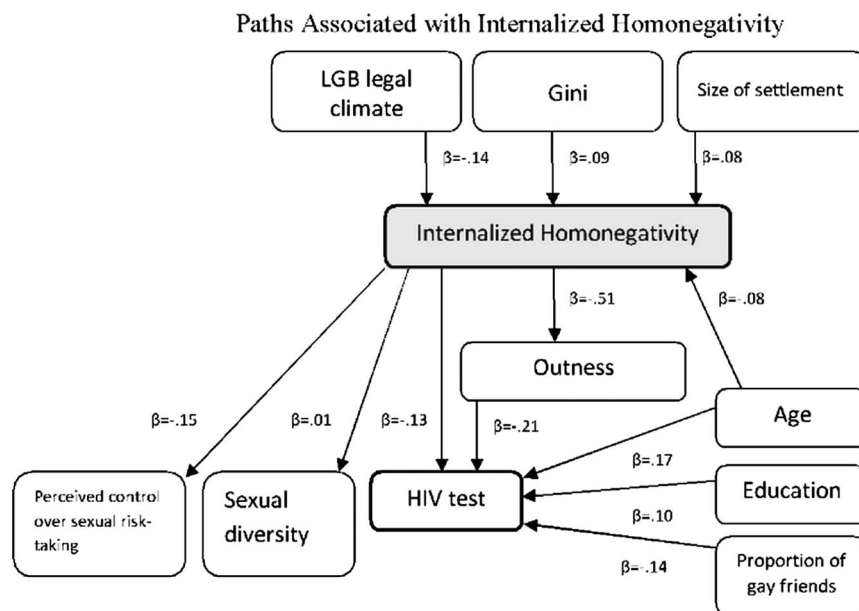 Paths Associated with Internalized Homonegativity
LGB legal
climate
Gini
Size of settlement
β=-.14
β=.09
β=.08
Internalized Homonegativity
β=-.51
β=-.08
Outness
β=-.15
β=.01
β=-.13
β=-.21
Age
β=.17
Perceived control
over sexual risk-
taking
Sexual
diversity
HIV test
Education
β=.10
β=-.14
Proportion of
gay friends